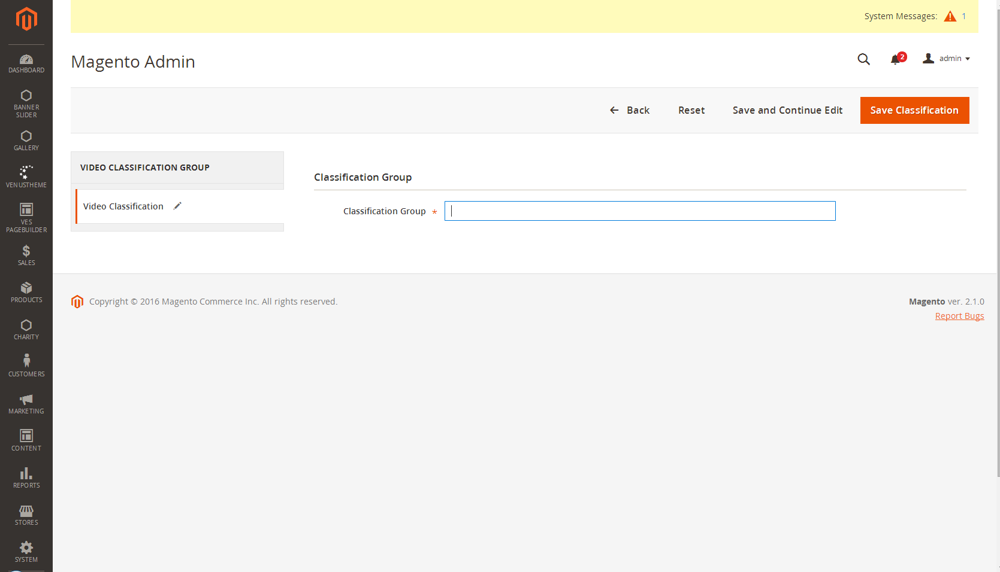 System Messages: 1
Magento Admin
2
admin
Back Reset Save and Continue Edit Save Classification
DASHBOARD
BANNER
SLIDER
GALLERY
VENUSTHEME
VES
PAGEBUILDER
SALES
PRODUCTS
CHARITY
CUSTOMERS
MARKETING
CONTENT
REPORTS
STORES
SYSTEM
VIDEO CLASSIFICATION GROUP
Video Classification
Classification Group
Classification Group *
Copyright © 2016 Magento Commerce Inc. All rights reserved.
Magento ver. 2.1.0
Report Bugs